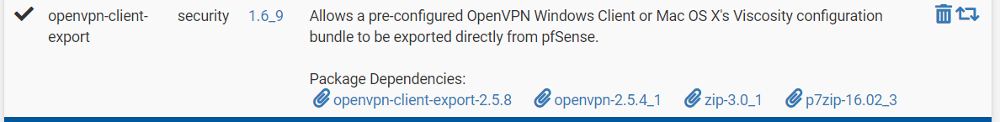 openvpn-client- security 1.6_9 Allows a pre-configured OpenVPN Windows Client or Mac OS X's Viscosity configuration
export bundle to be exported directly from pfSense.
Package Dependencies:
openvpn-client-export-2.5.8 openvpn-2.5.4_1 zip-3.0_1 p7zip-16.02_3